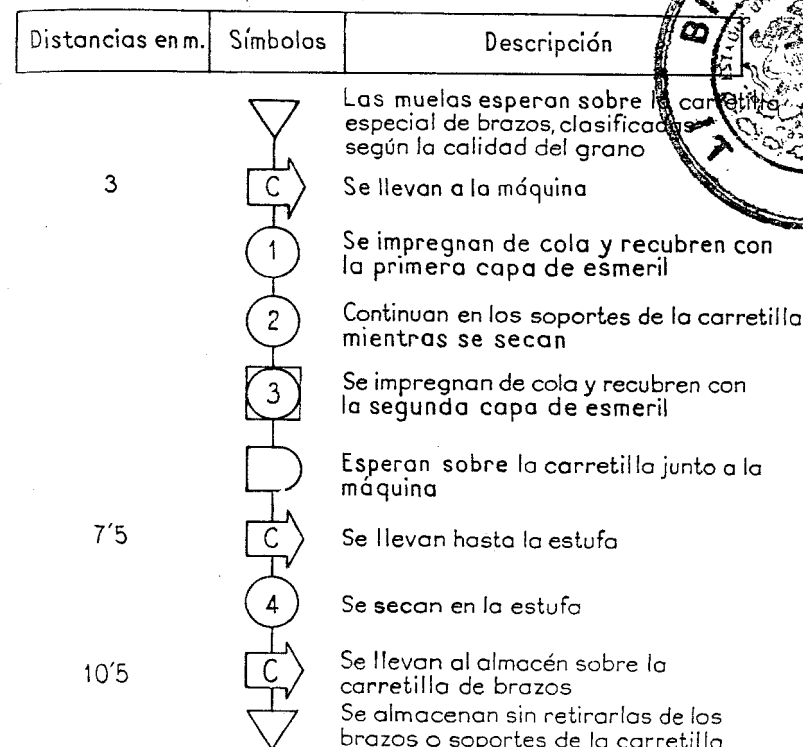 Distancias en m. Símbolos Descripción
Las muelas esperan sobre la carretilla
especial de brazos, clasificadas
según la calidad del grano
3 C Se llevan a la máquina
1 Se impregnan de cola y recubren con
la primera capa de esmeril
2 Continuan en los soportes de la carretilla
mientras se secan
3 Se impregnan de cola y recubren con
la segunda capa de esmeril
Esperan sobre la carretilla junto a la
máquina
7'5 C Se llevan hasta la estufa
4 Se secan en la estufa
10'5 C Se llevan al almacén sobre la
carretilla de brazos
Se almacenan sin retirarlas de los
brazos o soportes de la carretilla